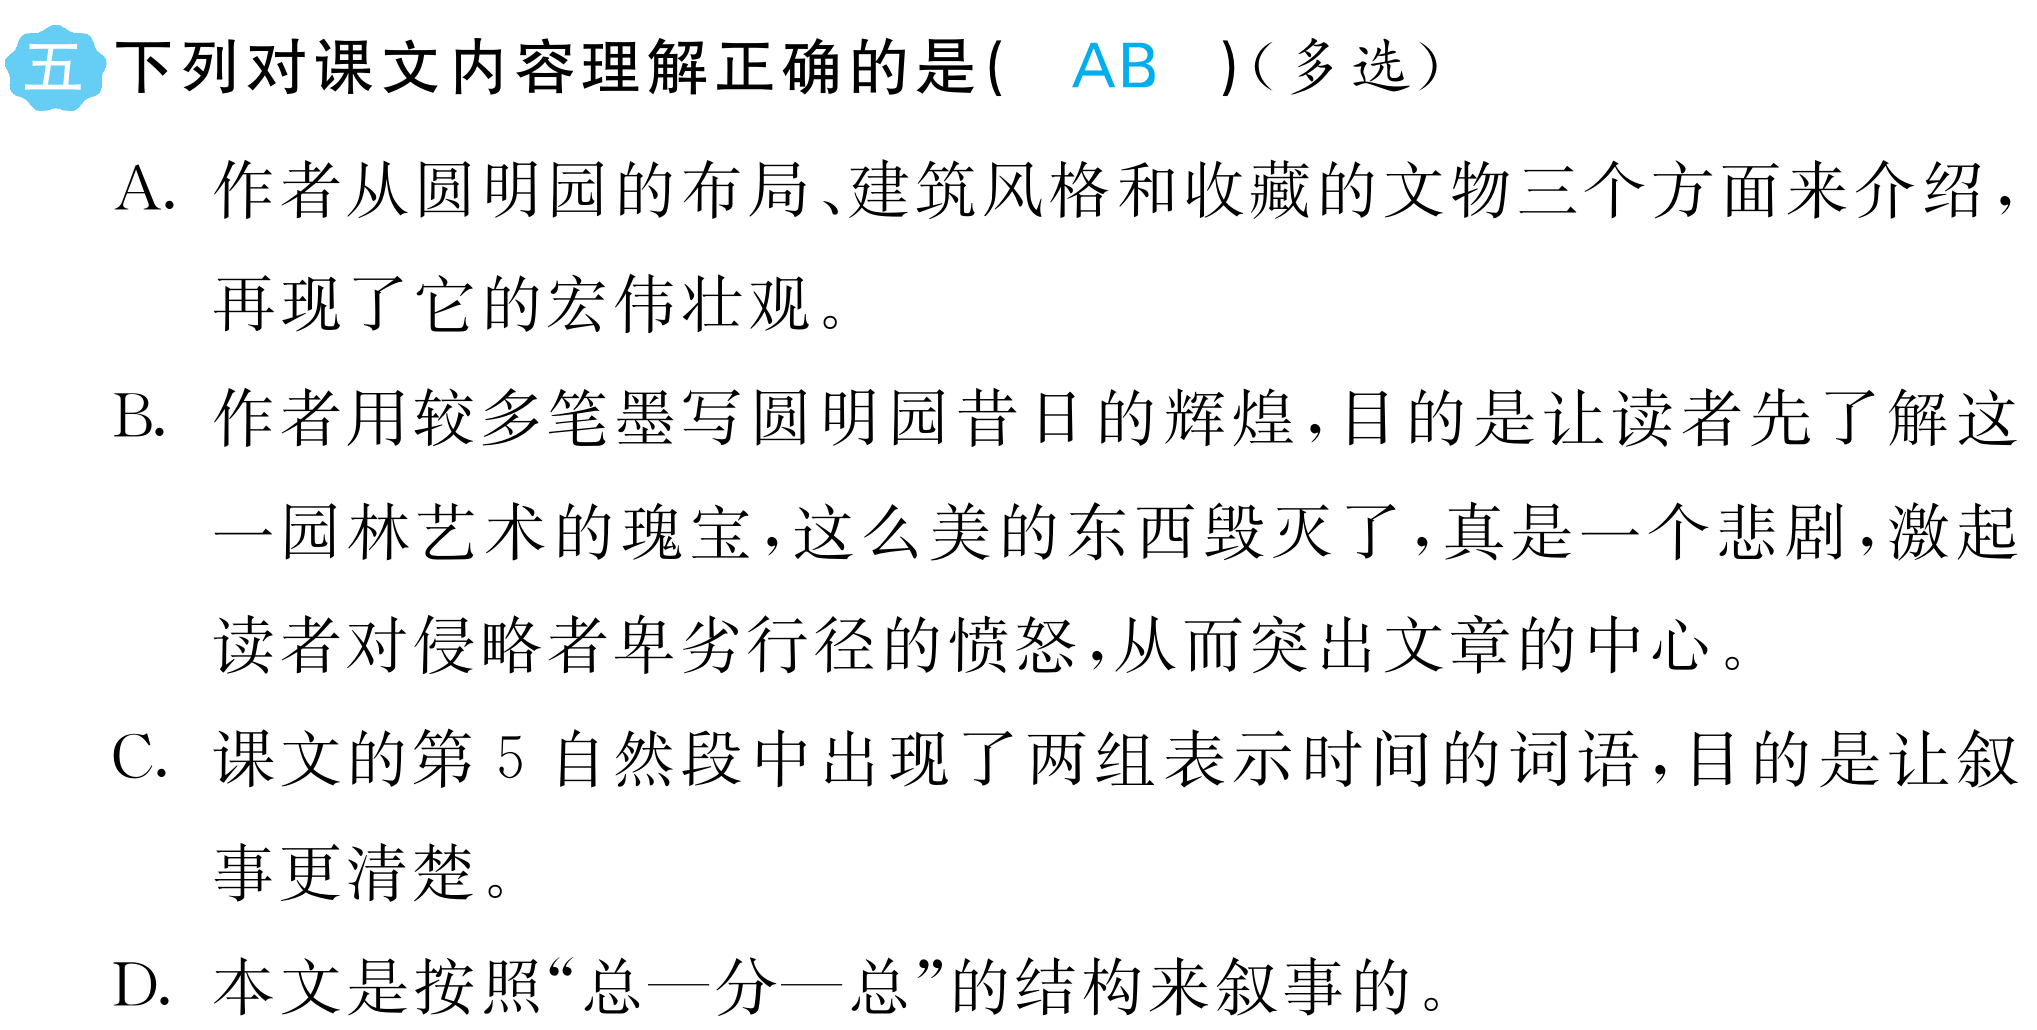 五 下列对课文内容理解正确的是( AB )(多选)
A. 作者从圆明园的布局、建筑风格和收藏的文物三个方面来介绍,
再现了它的宏伟壮观。
B. 作者用较多笔墨写圆明园昔日的辉煌,目的是让读者先了解这
一园林艺术的瑰宝,这么美的东西毁灭了,真是一个悲剧,激起
读者对侵略者卑劣行径的愤怒,从而突出文章的中心。
C. 课文的第 5 自然段中出现了两组表示时间的词语,目的是让叙
事更清楚。
D. 本文是按照“总—分—总”的结构来叙事的。